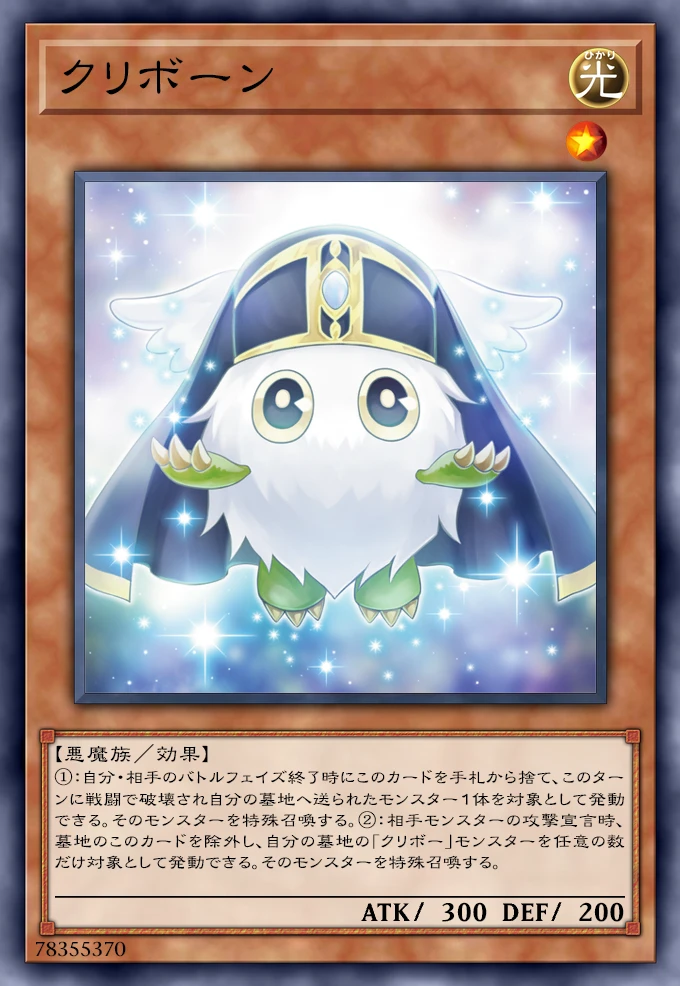 クリボーン
ひかり
光
【悪魔族／効果】
①：自分・相手のバトルフェイズ終了時にこのカードを手札から捨て、このター
ンに戦闘で破壊され自分の墓地へ送られたモンスター１体を対象として発動
できる。そのモンスターを特殊召喚する。②：相手モンスターの攻撃宣言時、
墓地のこのカードを除外し、自分の墓地の「クリボー」モンスターを任意の数
だけ対象として発動できる。そのモンスターを特殊召喚する。
ATK/ 300 DEF/ 200
78355370